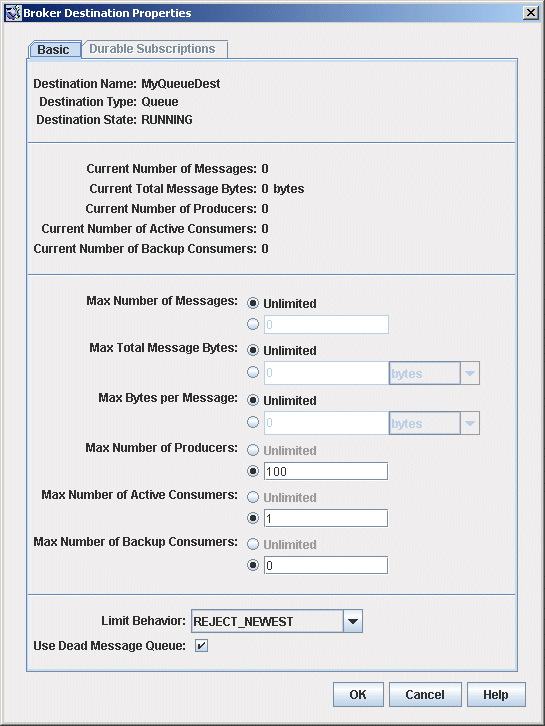 Broker Destination Properties
Basic Durable Subscriptions
Destination Name: MyQueueDest
Destination Type: Queue
Destination State: RUNNING
Current Number of Messages: 0
Current Total Message Bytes: 0 bytes
Current Number of Producers: 0
Current Number of Active Consumers: 0
Current Number of Backup Consumers: 0
Max Number of Messages: Unlimited
0
Max Total Message Bytes: Unlimited
0 bytes
Max Bytes per Message: Unlimited
0 bytes
Max Number of Producers: Unlimited
100
Max Number of Active Consumers: Unlimited
1
Max Number of Backup Consumers: Unlimited
0
Limit Behavior: REJECT_NEWEST
Use Dead Message Queue:
OK Cancel Help